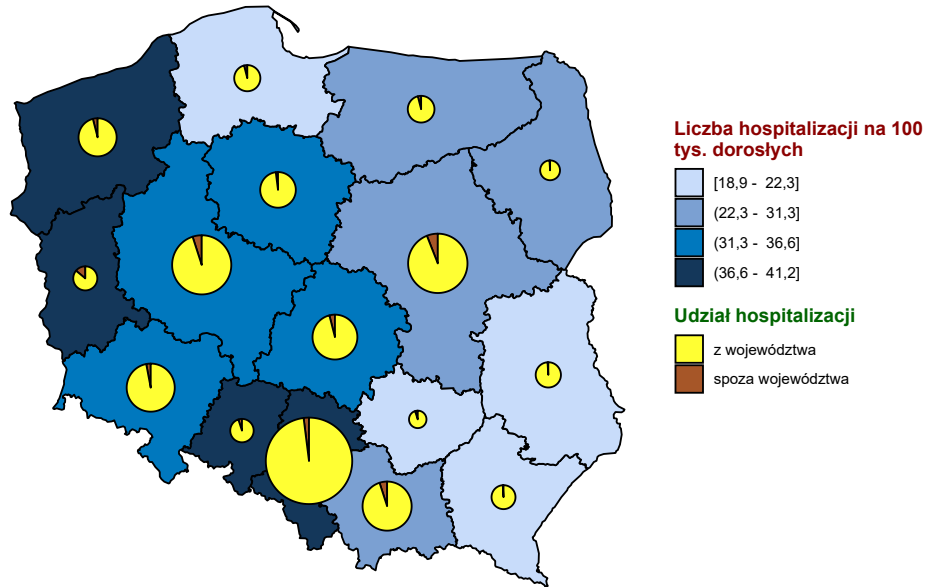 Liczba hospitalizacji na 100
tys. dorosłych
[18,9 - 22,3]
(22,3 - 31,3]
(31,3 - 36,6]
(36,6 - 41,2]
Udział hospitalizacji
z województwa
spoza województwa